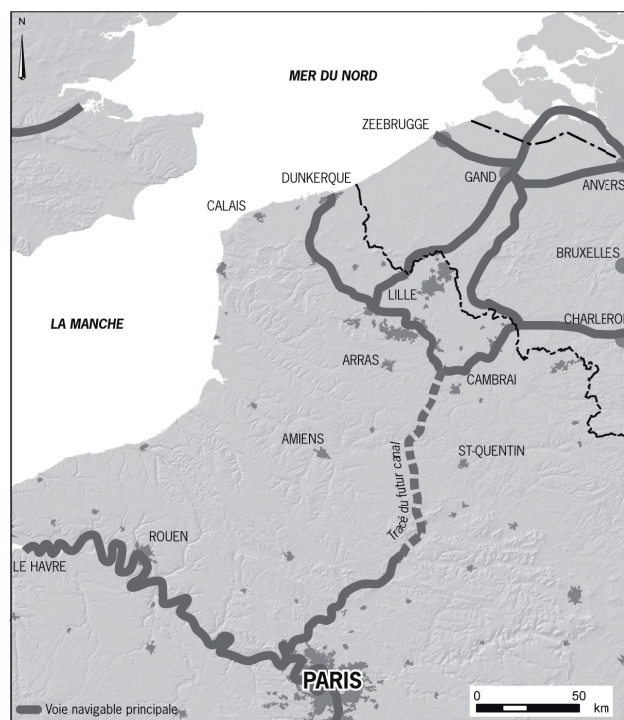 N
MER DU NORD
ZEEBRUGGE
DUNKERQUE
GAND
ANVERS
CALAIS
BRUXELLES
LILLE
LA MANCHE
CHARLEROI
ARRAS
CAMBRAI
AMIENS
ST-QUENTIN
Tracé du futur canal
ROUEN
LE HAVRE
PARIS
0 50
km
Voie navigable principale